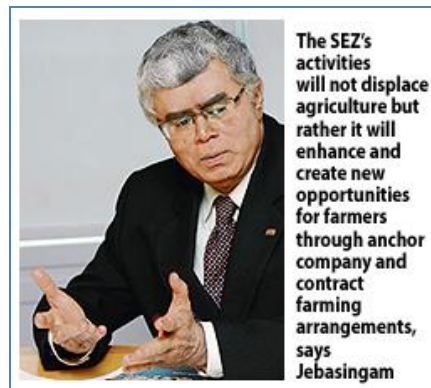 The SEZ's
activities
will not displace
agriculture but
rather it will
enhance and
create new
opportunities
for farmers
through anchor
company and
contract
farming
arrangements,
says
Jebasingam